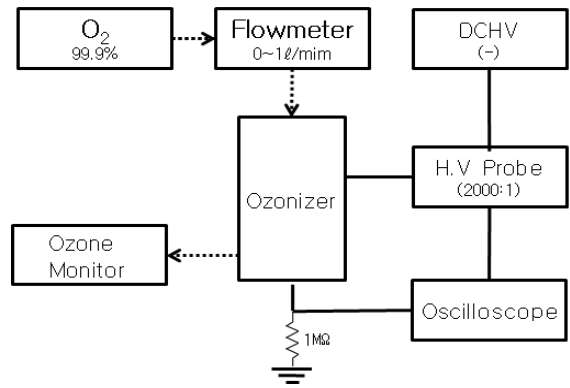 O₂
99.9%
Flowmeter
0~1ℓ/mim
DCHV
(-)
H.V Probe
(2000:1)
Ozonizer
Ozone
Monitor
Oscilloscope
1MΩ